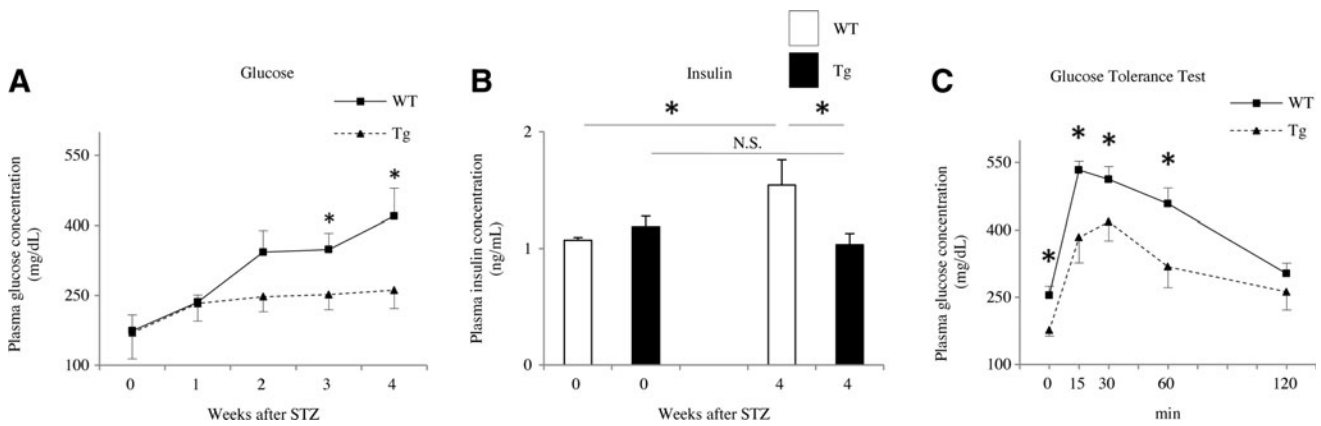 A
Glucose
WT
Tg
Plasma glucose concentration
(mg/dL)
550
400
250
100
*
*
0 1 2 3 4
Weeks after STZ
B
Insulin
WT
Tg
Plasma insulin concentration
(ng/mL)
2
1
0
*
*
N.S.
0 0 4 4
Weeks after STZ
C
Glucose Tolerance Test
WT
Tg
Plasma glucose concentration
(mg/dL)
550
400
250
100
*
*
*
*
0 15 30 60 120
min